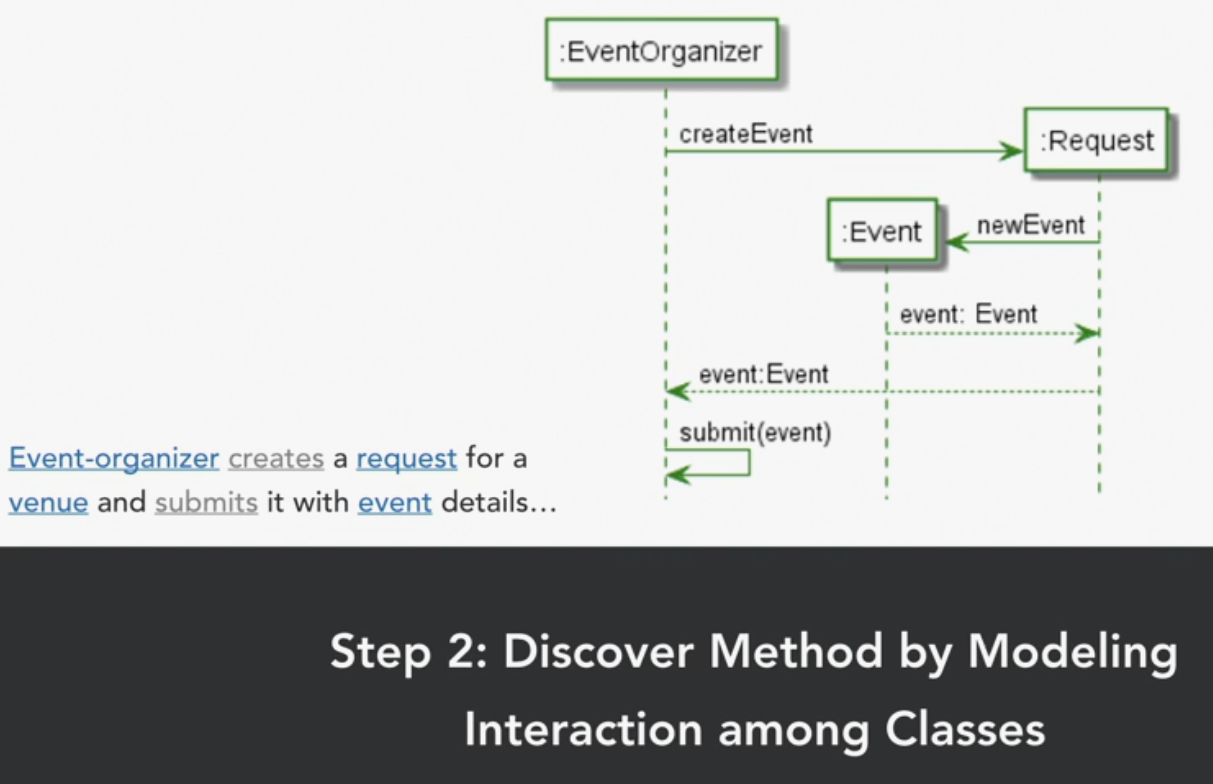 :EventOrganizer
createEvent
:Request
:Event
newEvent
event: Event
event:Event
submit(event)
Event-organizer creates a request for a
venue and submits it with event details…
Step 2: Discover Method by Modeling
Interaction among Classes